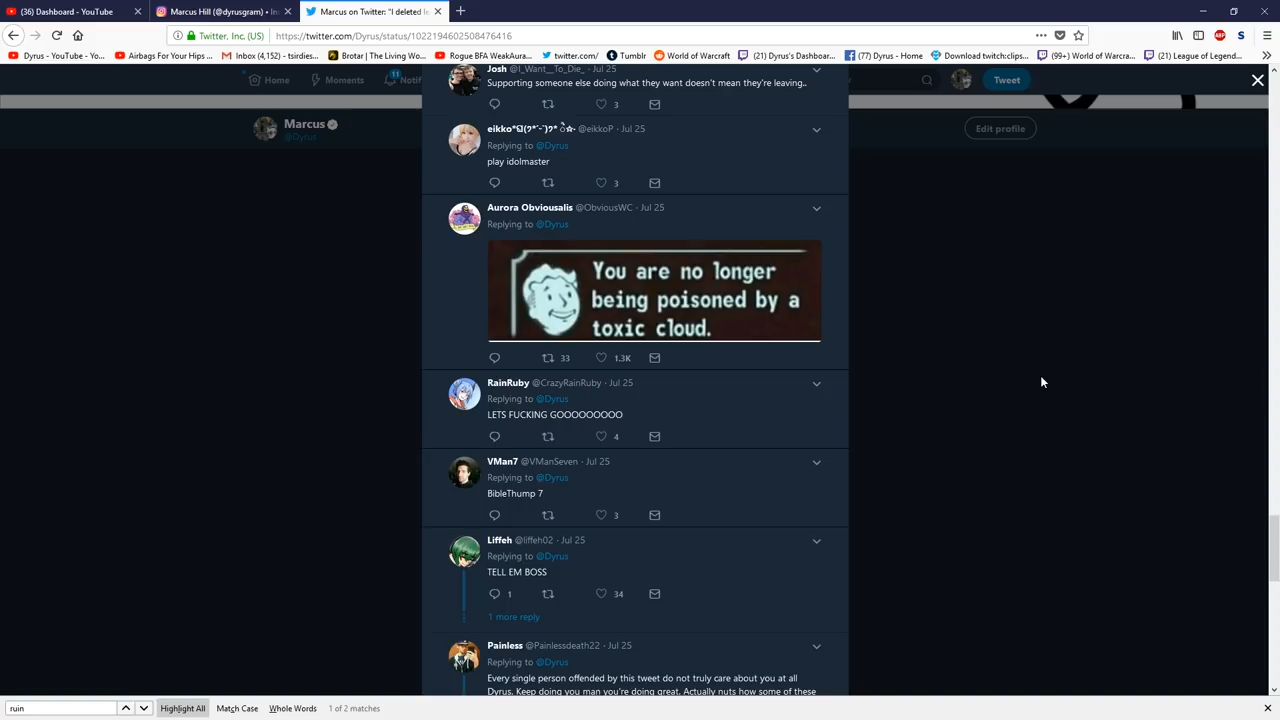 (36) Dashboard - YouTube
Marcus Hill (@dyrusgram) • Inst
Marcus on Twitter: "I deleted le
Twitter, Inc. (US)
https://twitter.com/Dyrus/status/1022194602508476416
Dyrus - YouTube - Yo...
Airbags For Your Hips ...
Inbox (4,152) - tsirdies...
Brotar | The Living Wo...
Rogue BFA WeakAura...
twitter.com/
Tumblr
World of Warcraft
(21) Dyrus's Dashboar...
(77) Dyrus - Home
Download twitch:clips...
(99+) World of Warcra...
(21) League of Legend...
Home
Moments
11
Notifi
Tweet
Marcus
@Dyrus
Edit profile
Josh @I_Want__To_Die_ · Jul 25
Supporting someone else doing what they want doesn't mean they're leaving..
3
@eikkoP · Jul 25
Replying to @Dyrus
play idolmaster
3
Aurora Obviousalis @ObviousWC · Jul 25
Replying to @Dyrus
You are no longer
being poisoned by a
toxic cloud.
33 1.3K
RainRuby @CrazyRainRuby · Jul 25
Replying to @Dyrus
LETS FUCKING GOOOOOOOOO
4
VMan7 @VManSeven · Jul 25
Replying to @Dyrus
BibleThump 7
3
Liffeh @liffeh02 · Jul 25
Replying to @Dyrus
TELL EM BOSS
1 34
1 more reply
Painless @Painlessdeath22 · Jul 25
Replying to @Dyrus
Every single person offended by this tweet do not truly care about you at all
Dyrus. Keep doing you man you're doing great. Actually nuts how some of these
ruin
Highlight All
Match Case
Whole Words
1 of 2 matches